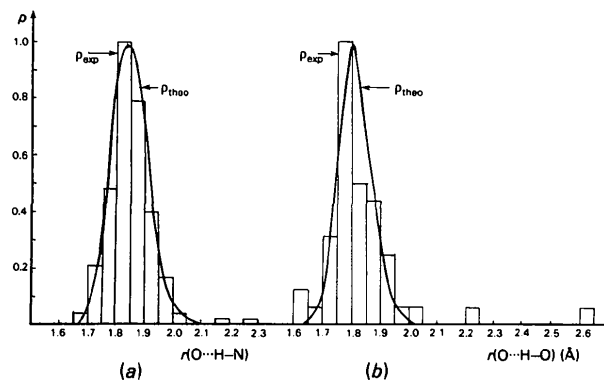 ρ
ρexp
ρtheo
ρexp
ρtheo
1.0
0.8
0.6
0.4
0.2
1.6 1.7 1.8 1.9 2.0 2.2 2.3 1.6 1.7 1.8 1.9 2.0 2.1 2.2 2.3 2.4 2.5 2.6
r(O···H–N) r(O···H–O) (Å)
(a) (b)